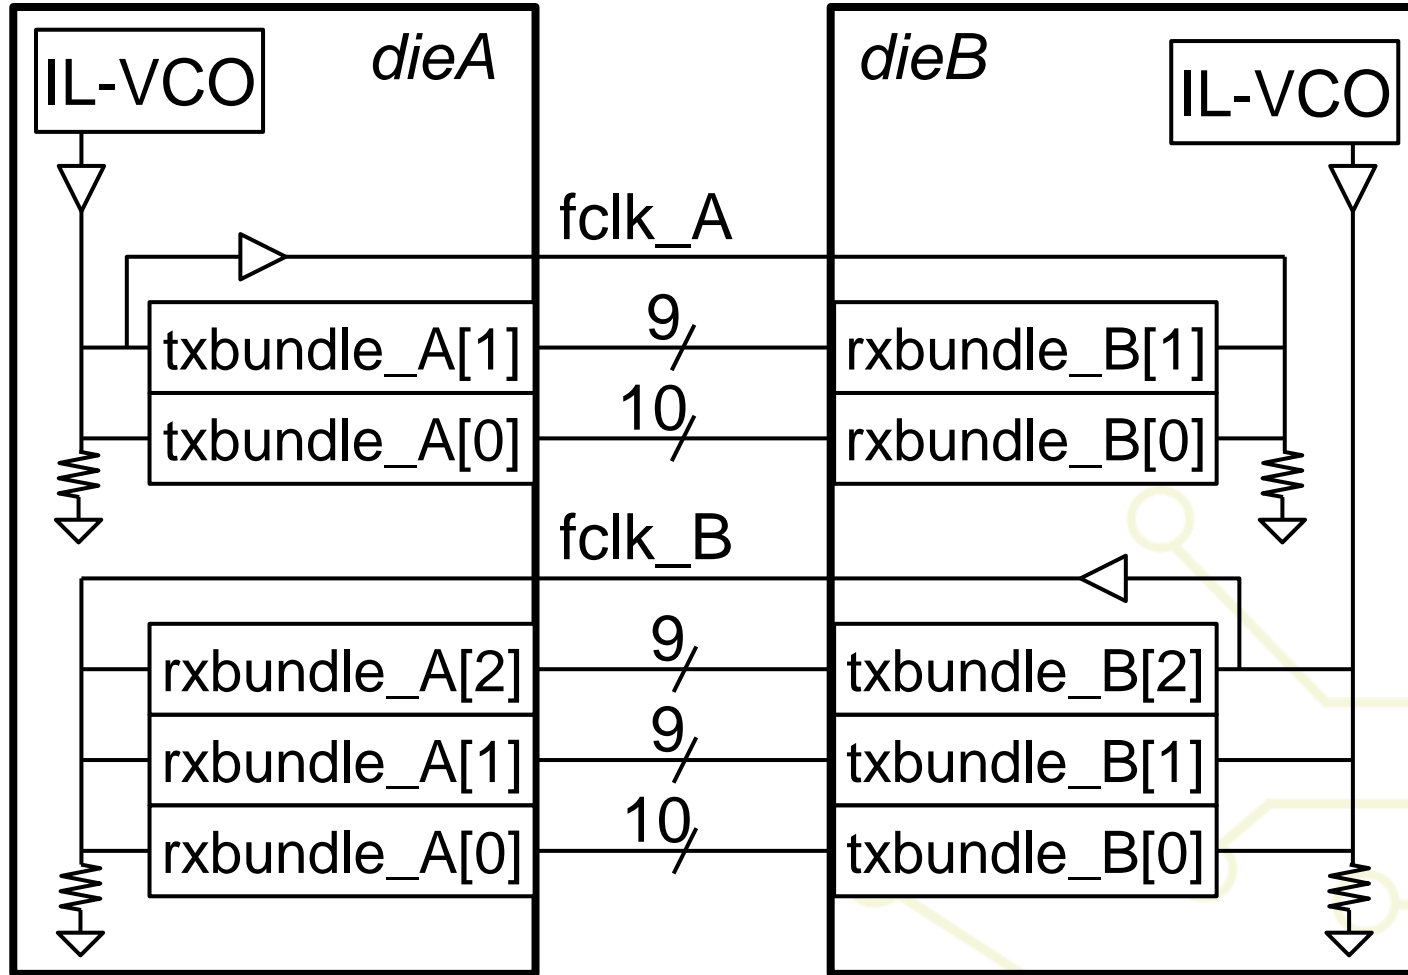 dieA
dieB
IL-VCO
IL-VCO
fclk_A
txbundle_A[1]
9
rxbundle_B[1]
txbundle_A[0]
10
rxbundle_B[0]
fclk_B
rxbundle_A[2]
9
txbundle_B[2]
rxbundle_A[1]
9
txbundle_B[1]
rxbundle_A[0]
10
txbundle_B[0]